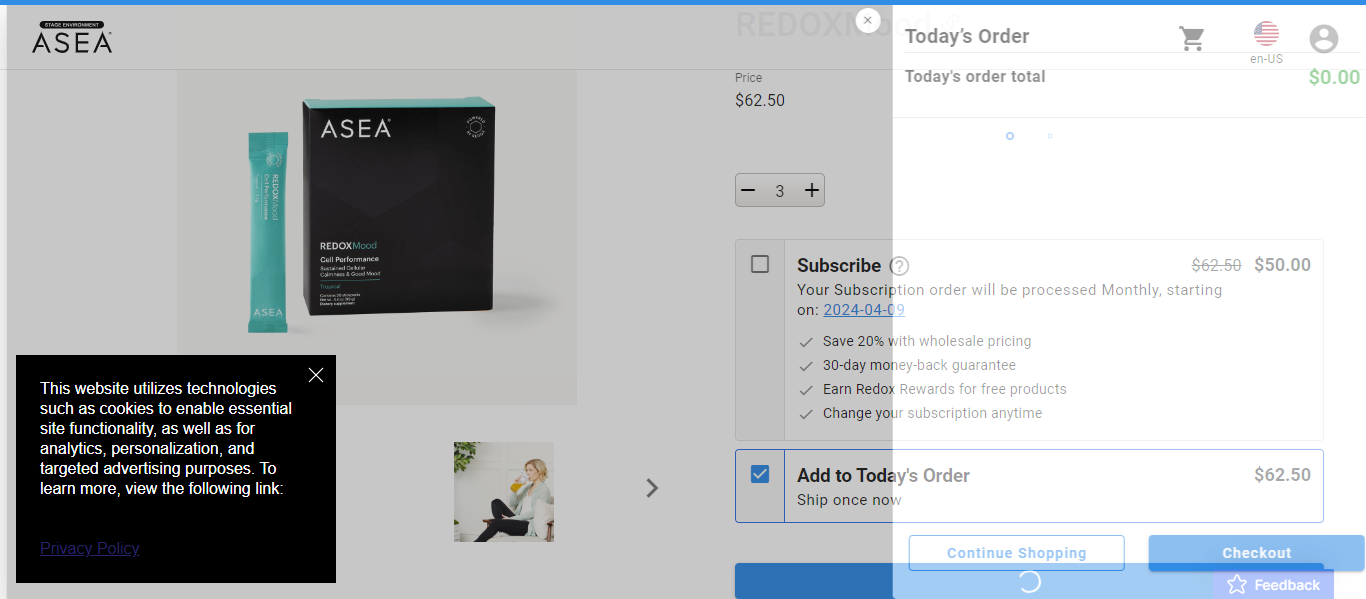 STAGE ENVIRONMENT
ASEA
REDOXMood
Today's Order
en-US
Today's order total
$0.00
Price
$62.50
3
ASEA
POWERED BY REDOX
REDOXMood
Cell Performance
REDOXMood
Cell Performance
Sustained Cellular
Calmness & Good Mood
Tropical
ASEA
Subscribe
$62.50 $50.00
Your Subscription order will be processed Monthly, starting
on: 2024-04-09
Save 20% with wholesale pricing
30-day money-back guarantee
Earn Redox Rewards for free products
Change your subscription anytime
Add to Today's Order
$62.50
Ship once now
Continue Shopping
Checkout
Feedback
This website utilizes technologies
such as cookies to enable essential
site functionality, as well as for
analytics, personalization, and
targeted advertising purposes. To
learn more, view the following link:
Privacy Policy